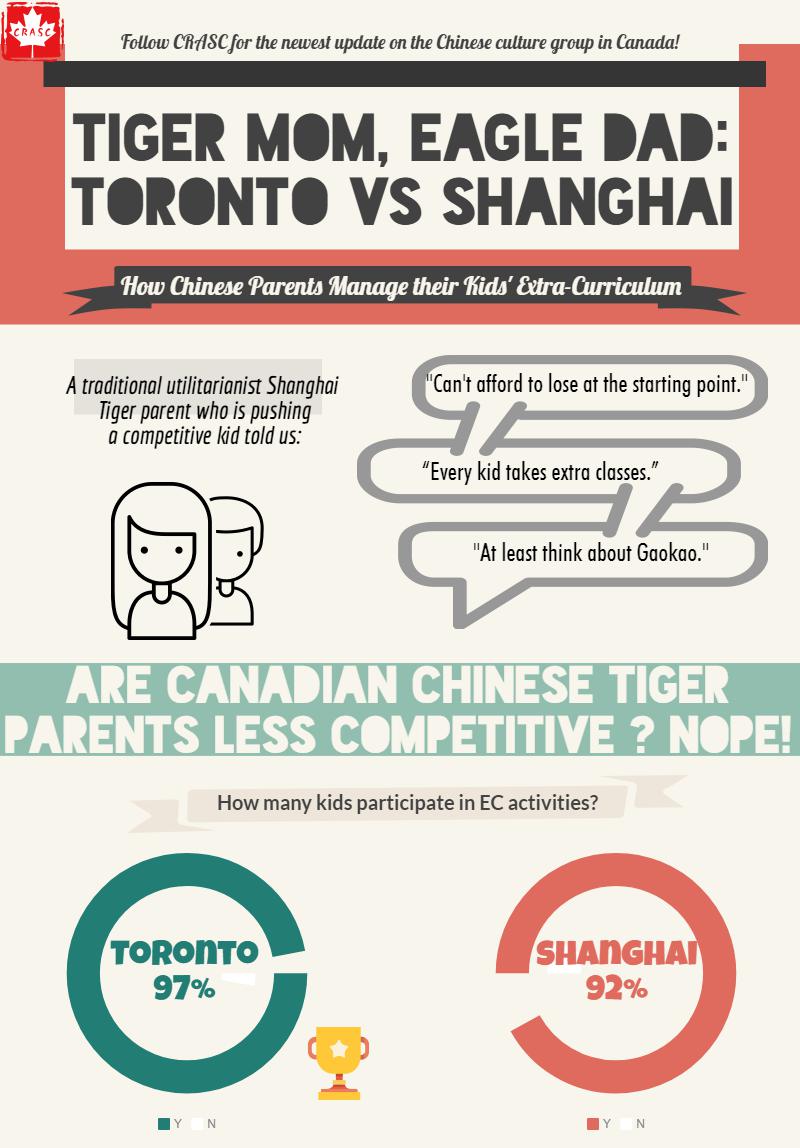 CRASC
Follow CRASC for the newest update on the Chinese culture group in Canada!
TIGER MOM, EAGLE DAD:
TORONTO VS SHANGHAI
How Chinese Parents Manage their Kids' Extra-Curriculum
A traditional utilitarianist Shanghai
Tiger parent who is pushing
a competitive kid told us:
"Can't afford to lose at the starting point."
“Every kid takes extra classes.”
"At least think about Gaokao."
ARE CANADIAN CHINESE TIGER
PARENTS LESS COMPETITIVE ? NOPE!
How many kids participate in EC activities?
TORONTO
97%
SHANGHAI
92%
Y N
Y N